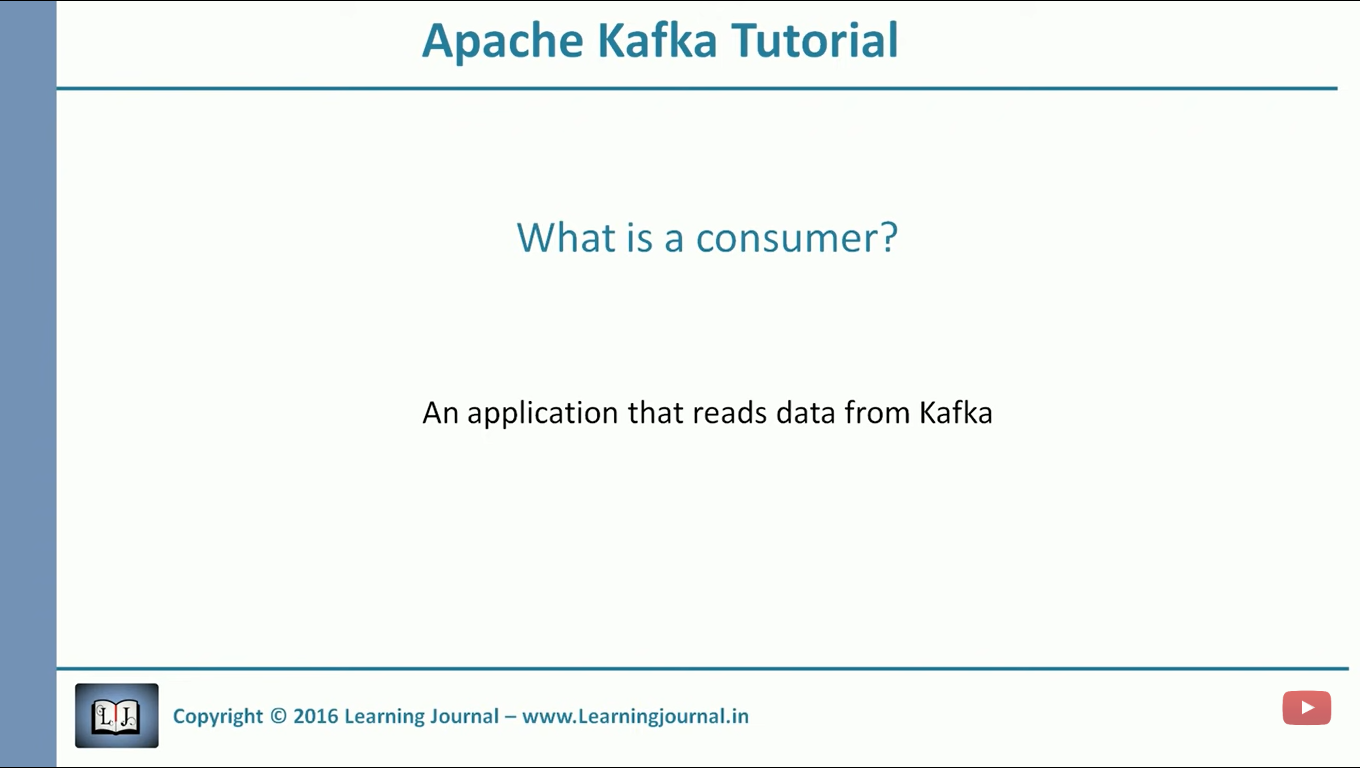 Apache Kafka Tutorial
What is a consumer?
An application that reads data from Kafka
LJ
Copyright © 2016 Learning Journal – www.Learningjournal.in